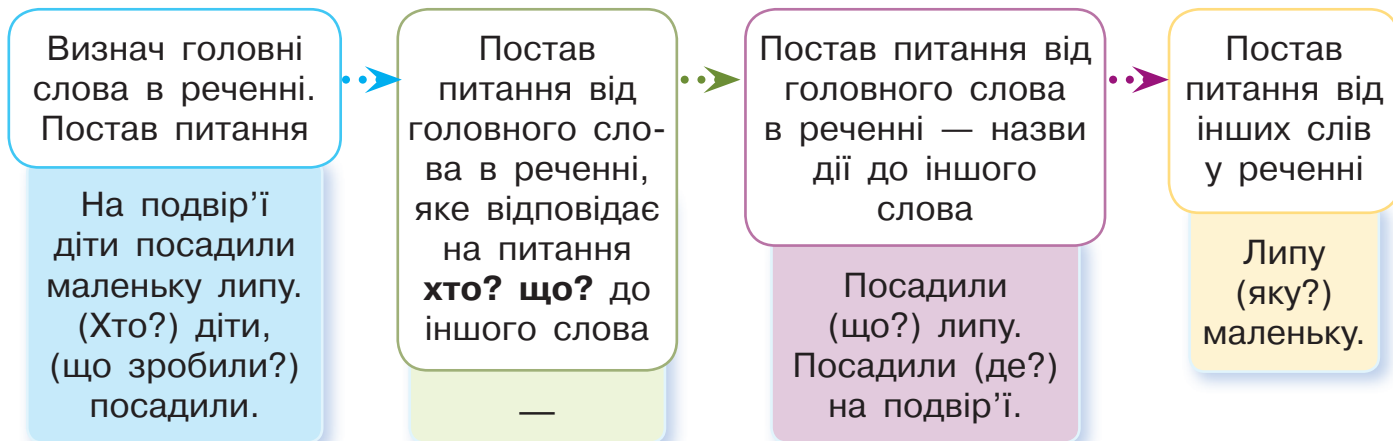 Визнач головні
слова в реченні.
Постав питання
На подвір’ї
діти посадили
маленьку липу.
(Хто?) діти,
(що зробили?)
посадили.
Постав
питання від
головного сло-
ва в реченні,
яке відповідає
на питання
хто? що? до
іншого слова
—
Постав питання від
головного слова
в реченні — назви
дії до іншого
слова
Посадили
(що?) липу.
Посадили (де?)
на подвір’ї.
Постав
питання від
інших слів
у реченні
Липу
(яку?)
маленьку.